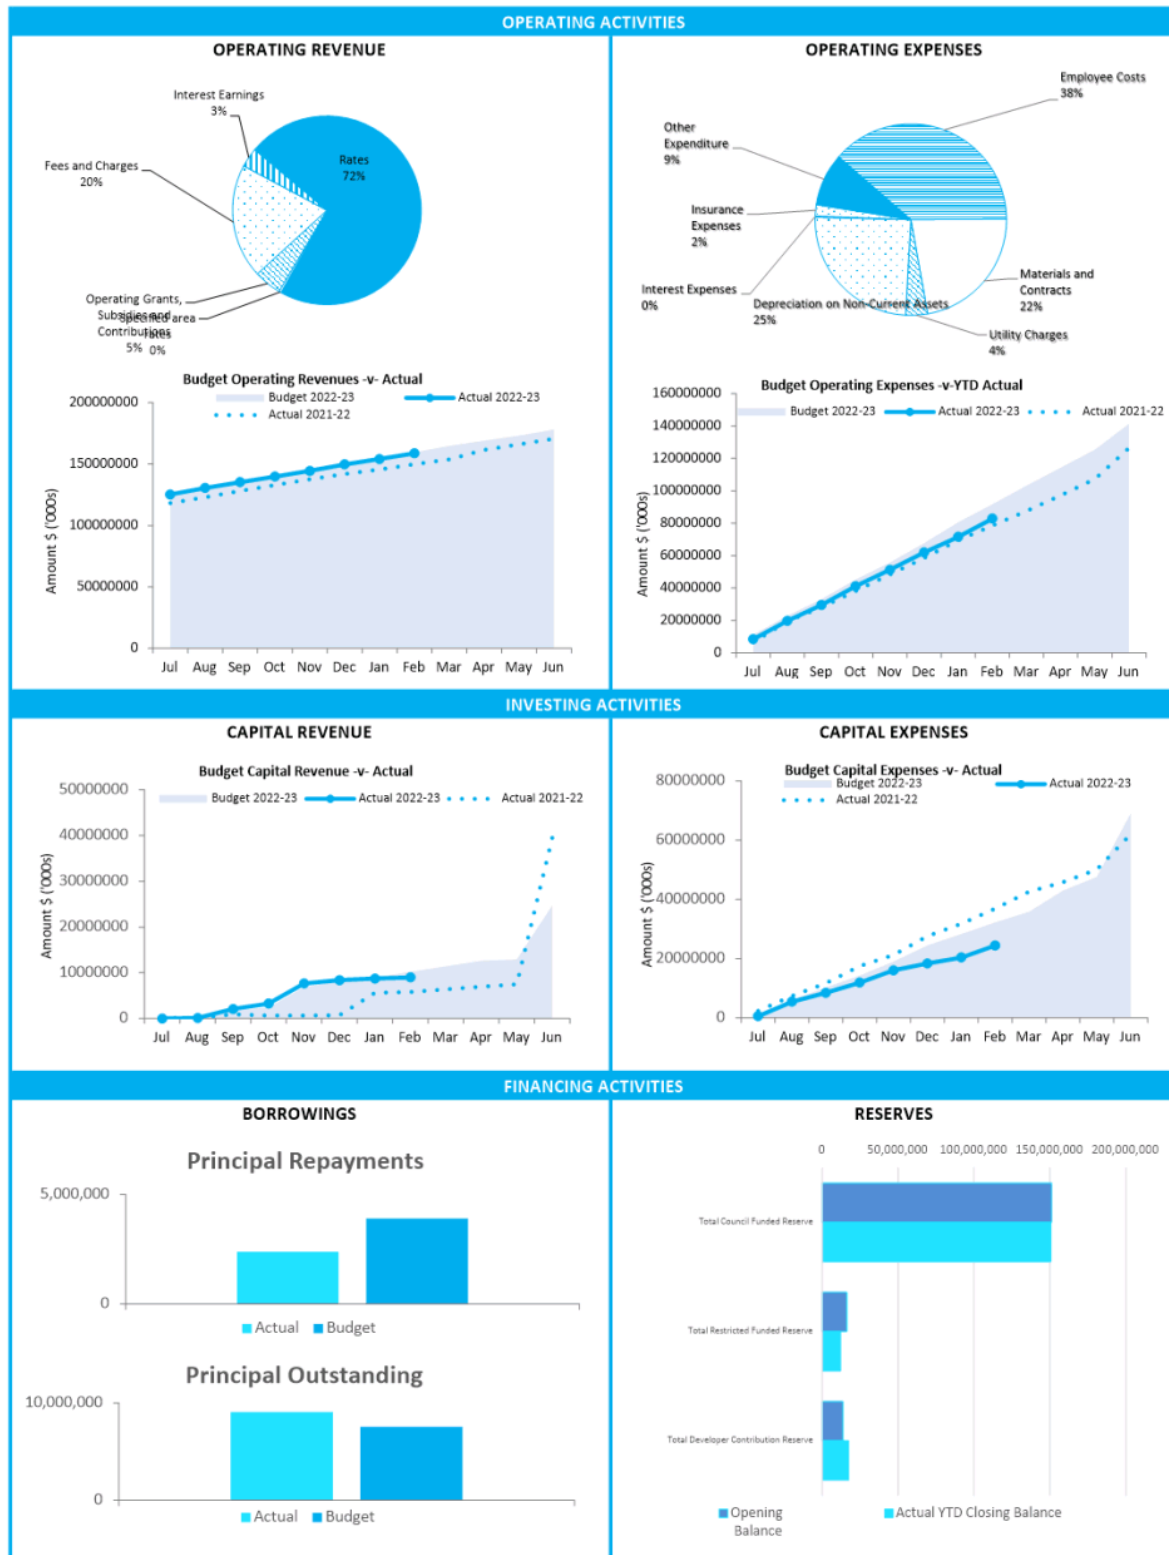 OPERATING ACTIVITIES
OPERATING REVENUE
Interest Earnings
3%
Fees and Charges
20%
Rates
72%
Operating Grants,
Subsidies and
Contributions
5%
Specified area
rates
0%
Budget Operating Revenues -v- Actual
Budget 2022-23
Actual 2022-23
Actual 2021-22
Amount $ ('000s)
200000000
150000000
100000000
50000000
0
Jul Aug Sep Oct Nov Dec Jan Feb Mar Apr May Jun
OPERATING EXPENSES
Employee Costs
38%
Other
Expenditure
9%
Insurance
Expenses
2%
Interest Expenses
0%
Depreciation on Non-Current Assets
25%
Materials and
Contracts
22%
Utility Charges
4%
Budget Operating Expenses -v-YTD Actual
Budget 2022-23
Actual 2022-23
Actual 2021-22
Amount $ ('000s)
160000000
140000000
120000000
100000000
80000000
60000000
40000000
20000000
0
Jul Aug Sep Oct Nov Dec Jan Feb Mar Apr May Jun
INVESTING ACTIVITIES
CAPITAL REVENUE
Budget Capital Revenue -v- Actual
Budget 2022-23
Actual 2022-23
Actual 2021-22
Amount $ ('000s)
50000000
40000000
30000000
20000000
10000000
0
Jul Aug Sep Oct Nov Dec Jan Feb Mar Apr May Jun
CAPITAL EXPENSES
Budget Capital Expenses -v- Actual
Budget 2022-23
Actual 2022-23
Actual 2021-22
Amount $ ('000s)
80000000
60000000
40000000
20000000
0
Jul Aug Sep Oct Nov Dec Jan Feb Mar Apr May Jun
FINANCING ACTIVITIES
BORROWINGS
Principal Repayments
5,000,000
0
Actual
Budget
Principal Outstanding
10,000,000
0
Actual
Budget
RESERVES
0 50,000,000 100,000,000 150,000,000 200,000,000
Total Council Funded Reserve
Total Restricted Funded Reserve
Total Developer Contribution Reserve
Opening
Balance
Actual YTD Closing Balance